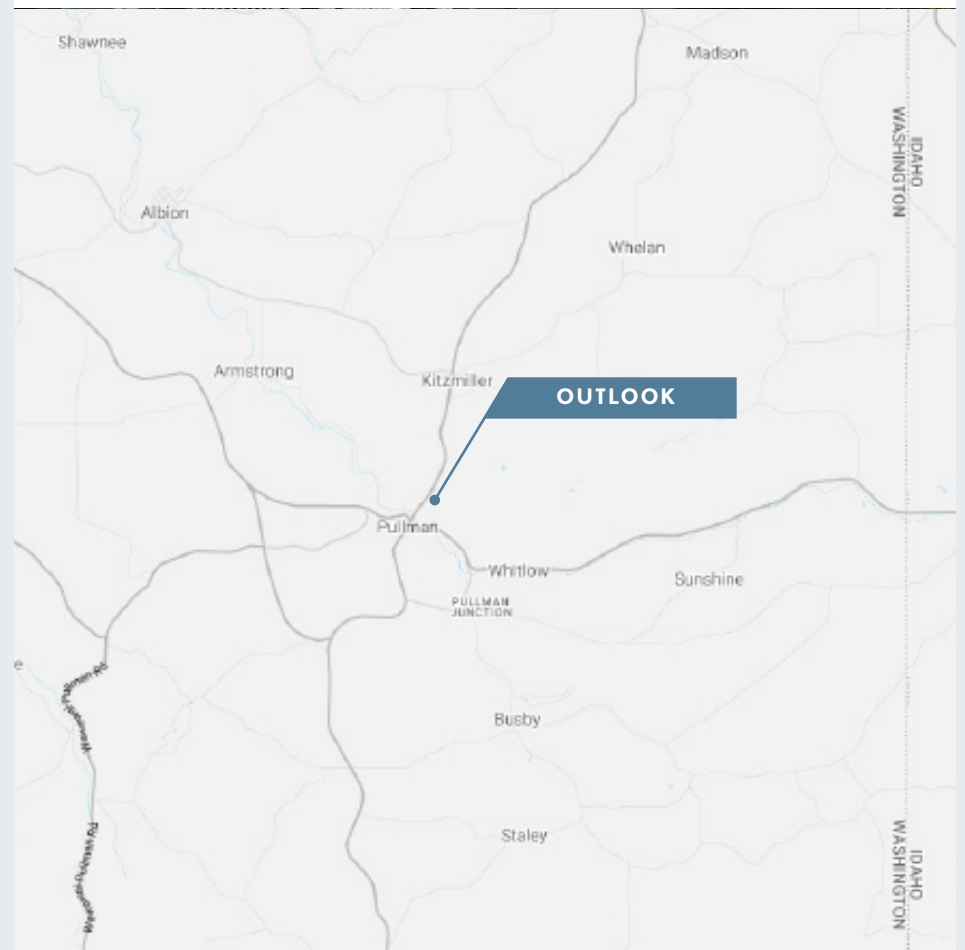 Shawnee
Madson
WASHINGTON
IDAHO
Albion
Whelan
Armstrong
Kitzmiller
OUTLOOK
Pullman
Whitlow
Sunshine
PULLMAN
JUNCTION
e
Busby
Staley
WASHINGTON
IDAHO